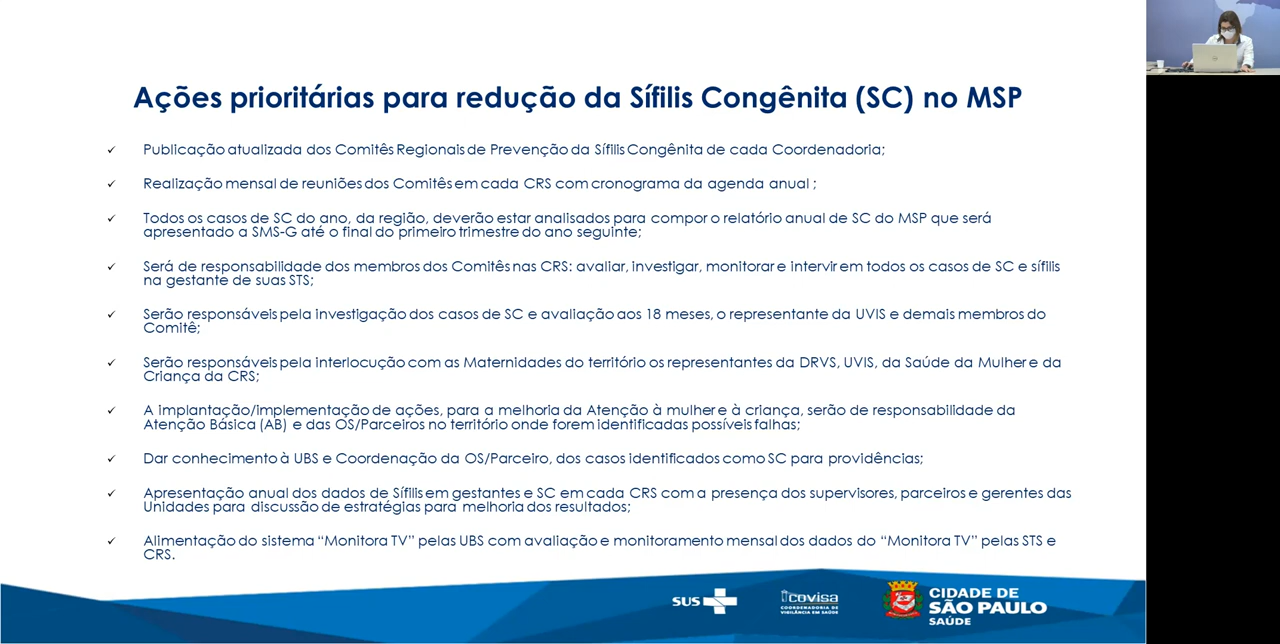 Ações prioritárias para redução da Sífilis Congênita (SC) no MSP
✓ Publicação atualizada dos Comitês Regionais de Prevenção da Sífilis Congênita de cada Coordenadoria;
✓ Realização mensal de reuniões dos Comitês em cada CRS com cronograma da agenda anual ;
✓ Todos os casos de SC do ano, da região, deverão estar analisados para compor o relatório anual de SC do MSP que será
apresentado a SMS-G até o final do primeiro trimestre do ano seguinte;
✓ Será de responsabilidade dos membros dos Comitês nas CRS: avaliar, investigar, monitorar e intervir em todos os casos de SC e sífilis
na gestante de suas STS;
✓ Serão responsáveis pela investigação dos casos de SC e avaliação aos 18 meses, o representante da UVIS e demais membros do
Comitê;
✓ Serão responsáveis pela interlocução com as Maternidades do território os representantes da DRVS, UVIS, da Saúde da Mulher e da
Criança da CRS;
✓ A implantação/implementação de ações, para a melhoria da Atenção à mulher e à criança, serão de responsabilidade da
Atenção Básica (AB) e das OS/Parceiros no território onde forem identificadas possíveis falhas;
✓ Dar conhecimento à UBS e Coordenação da OS/Parceiro, dos casos identificados como SC para providências;
✓ Apresentação anual dos dados de Sífilis em gestantes e SC em cada CRS com a presença dos supervisores, parceiros e gerentes das
Unidades para discussão de estratégias para melhoria dos resultados;
✓ Alimentação do sistema “Monitora TV” pelas UBS com avaliação e monitoramento mensal dos dados do “Monitora TV” pelas STS e
CRS.
SUS
covisa
COORDENADORIA DE
VIGILÂNCIA EM SAÚDE
CIDADE DE
SÃO PAULO
SAÚDE